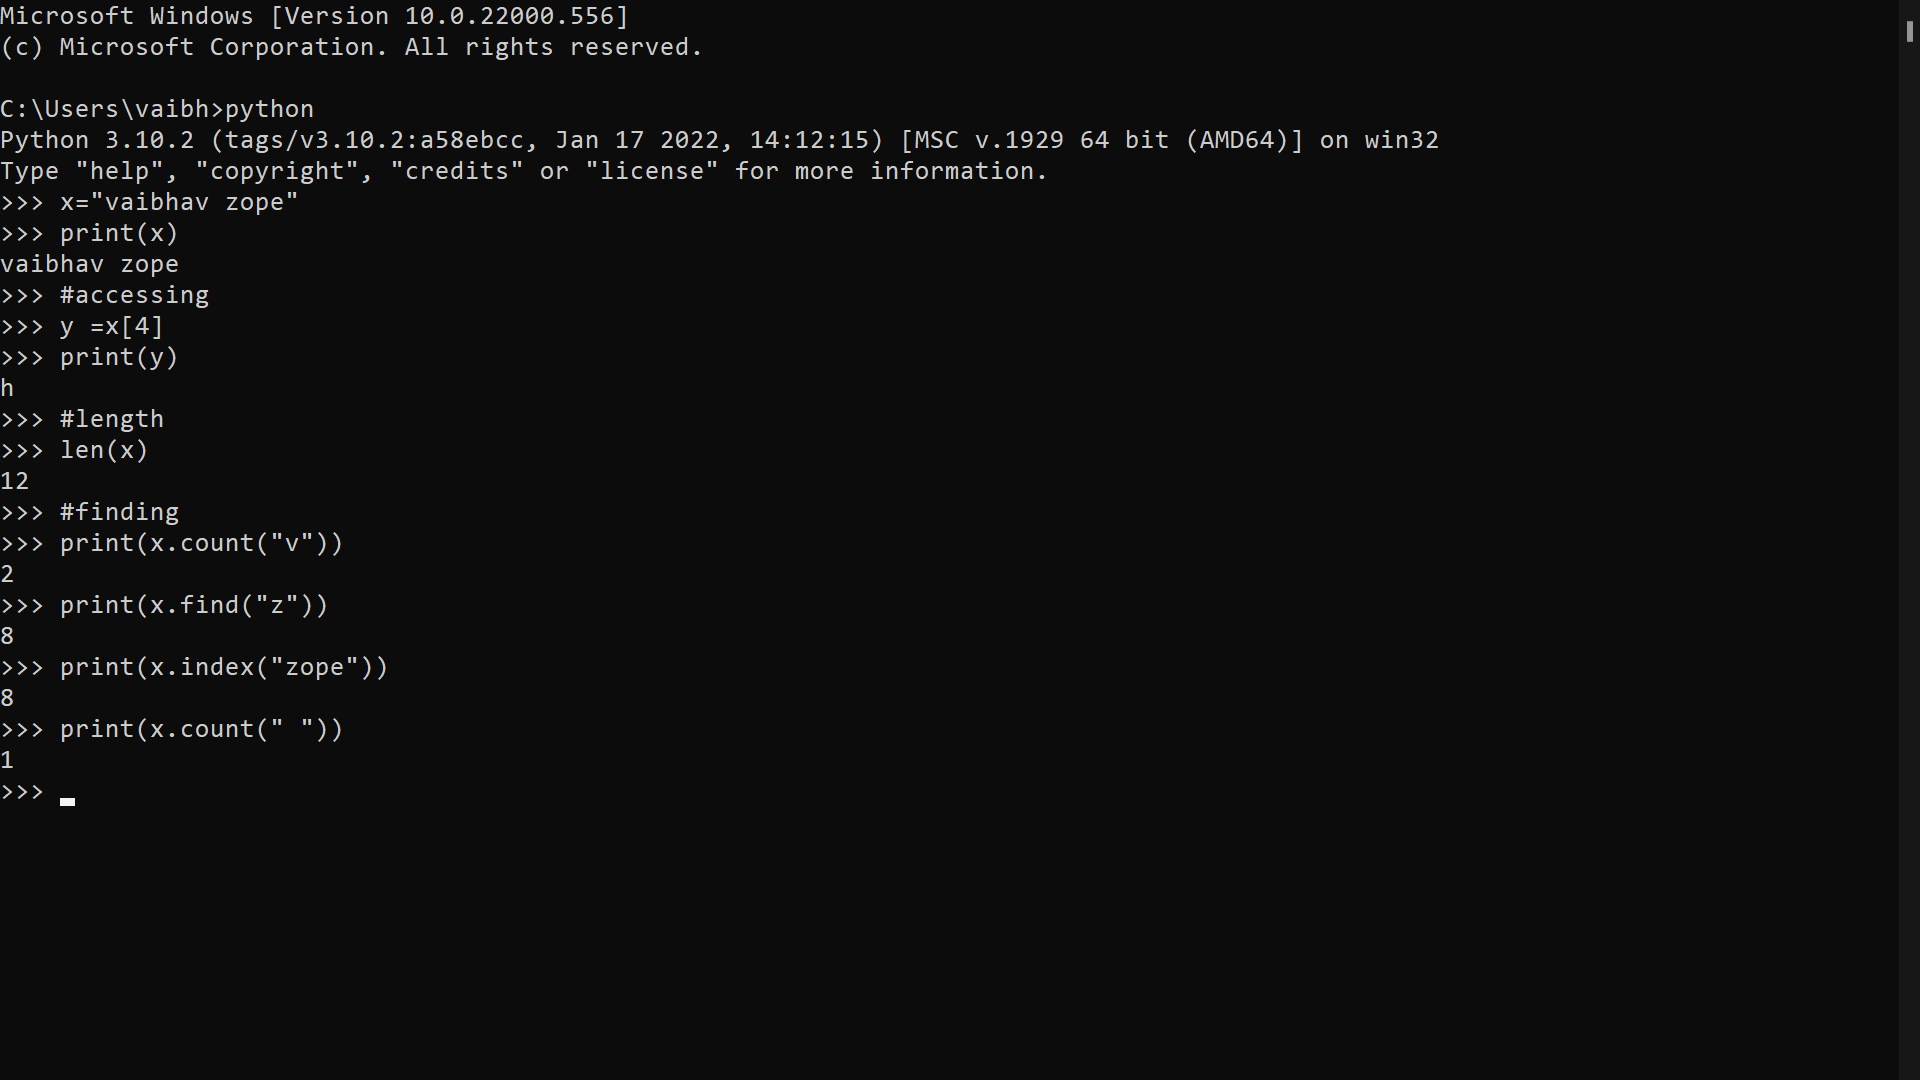 Microsoft Windows [Version 10.0.22000.556]
(c) Microsoft Corporation. All rights reserved.
C:\Users\vaibh>python
Python 3.10.2 (tags/v3.10.2:a58ebcc, Jan 17 2022, 14:12:15) [MSC v.1929 64 bit (AMD64)] on win32
Type "help", "copyright", "credits" or "license" for more information.
>>> x="vaibhav zope"
>>> print(x)
vaibhav zope
>>> #accessing
>>> y =x[4]
>>> print(y)
h
>>> #length
>>> len(x)
12
>>> #finding
>>> print(x.count("v"))
2
>>> print(x.find("z"))
8
>>> print(x.index("zope"))
8
>>> print(x.count(" "))
1
>>>